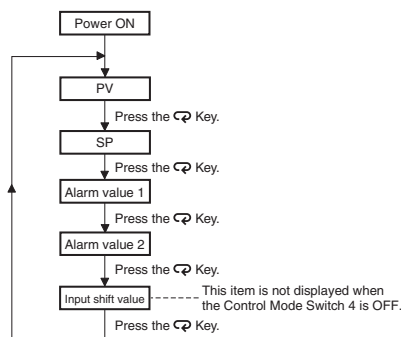 Power ON
PV
Press the Key.
SP
Press the Key.
Alarm value 1
Press the Key.
Alarm value 2
Press the Key.
Input shift value
This item is not displayed when
the Control Mode Switch 4 is OFF.
Press the Key.